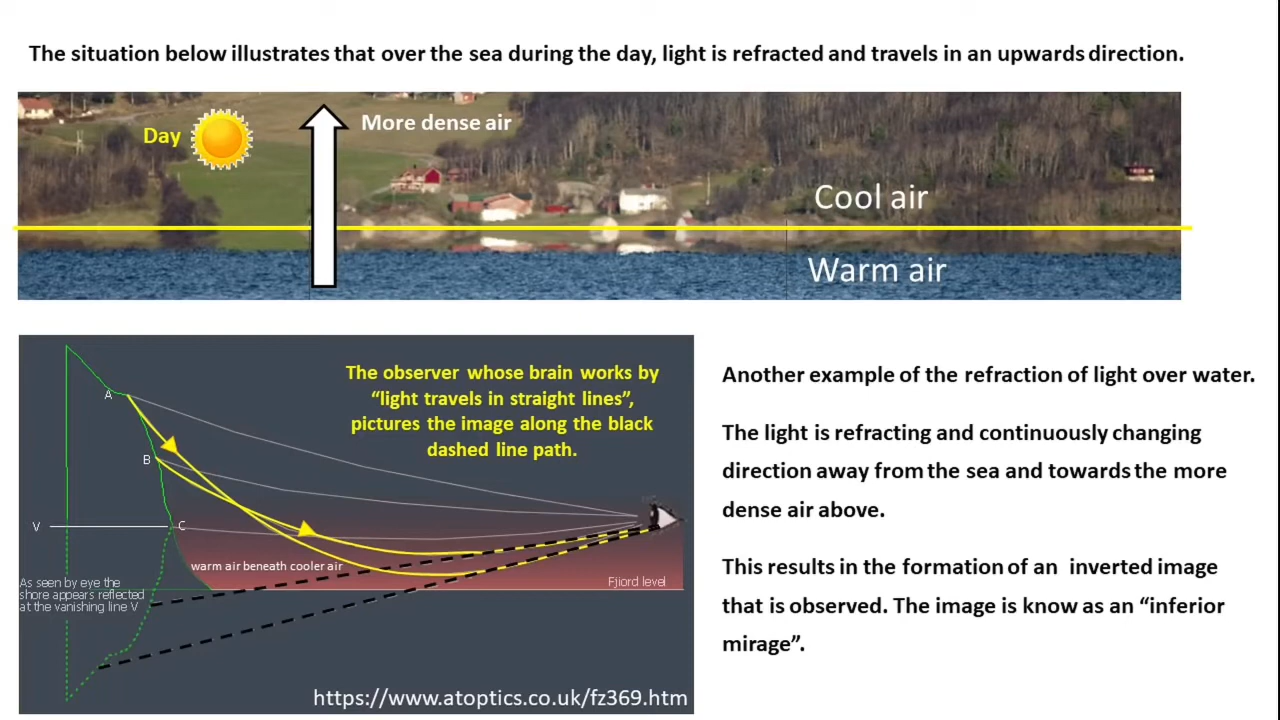 The situation below illustrates that over the sea during the day, light is refracted and travels in an upwards direction.
Day
More dense air
Cool air
Warm air
The observer whose brain works by
“light travels in straight lines”,
pictures the image along the black
dashed line path.
A
B
V
C
warm air beneath cooler air
As seen by eye the
shore appears reflected
at the vanishing line V
Fjiord level
https://www.atoptics.co.uk/fz369.htm
Another example of the refraction of light over water.
The light is refracting and continuously changing
direction away from the sea and towards the more
dense air above.
This results in the formation of an inverted image
that is observed. The image is know as an “inferior
mirage”.